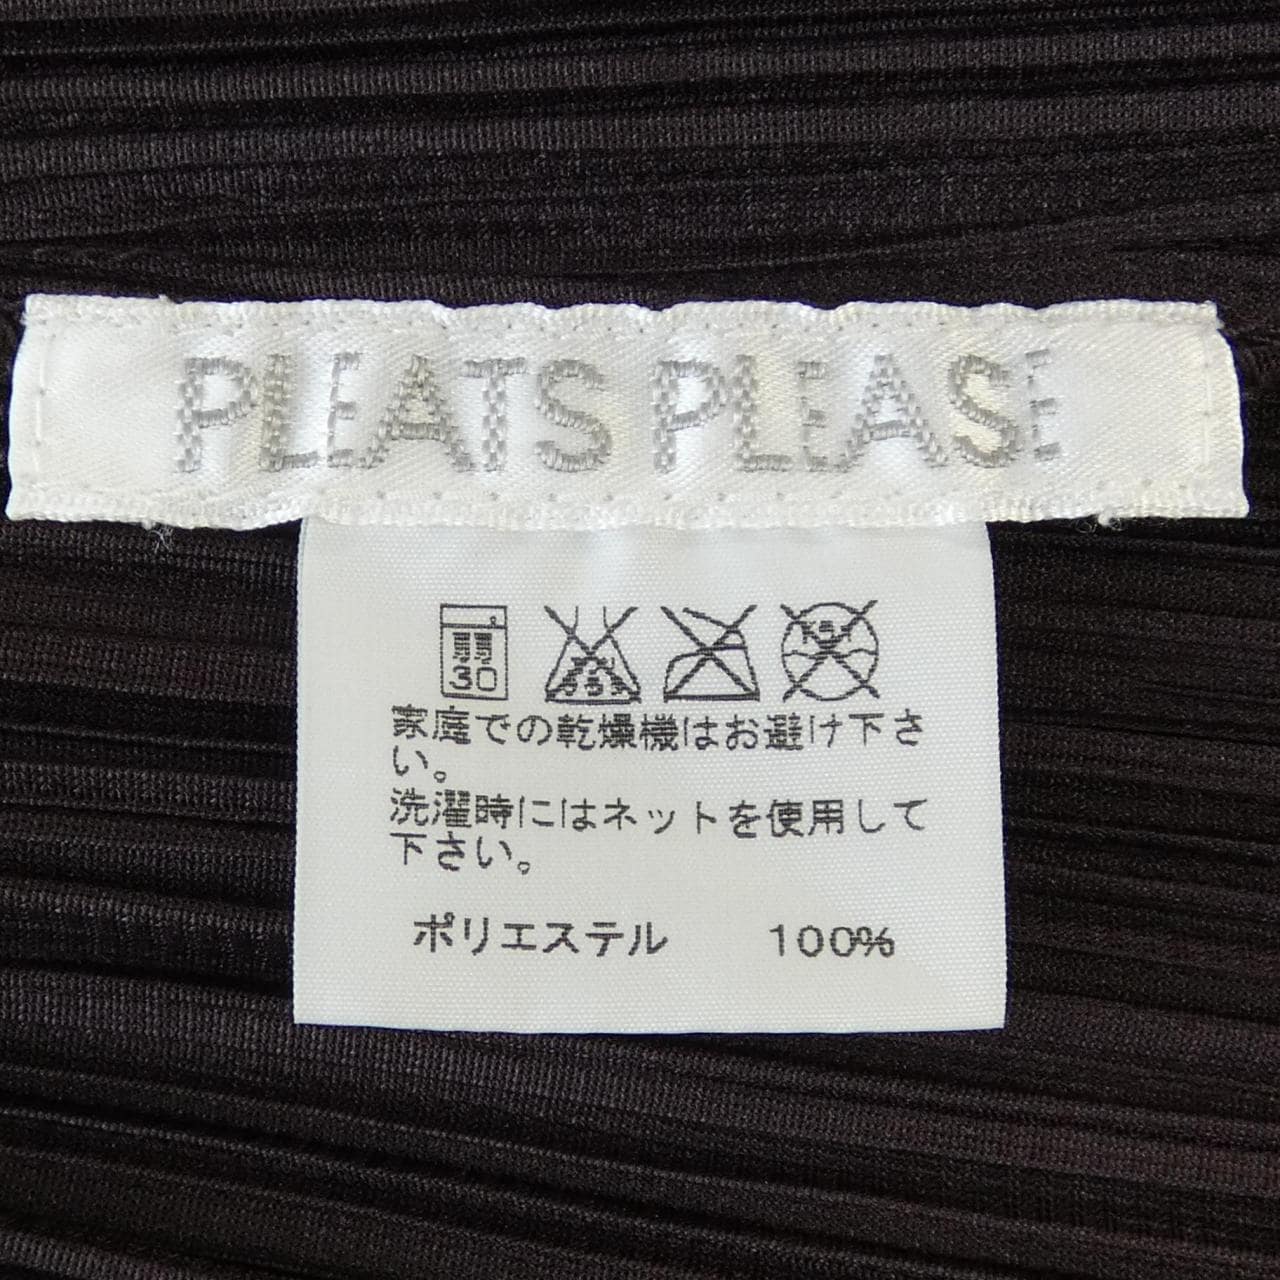 PLEATS PLEASE
弱
30
家庭での乾燥機はお避け下さ
い。
洗濯時にはネットを使用して
下さい。
ポリエステル 100%